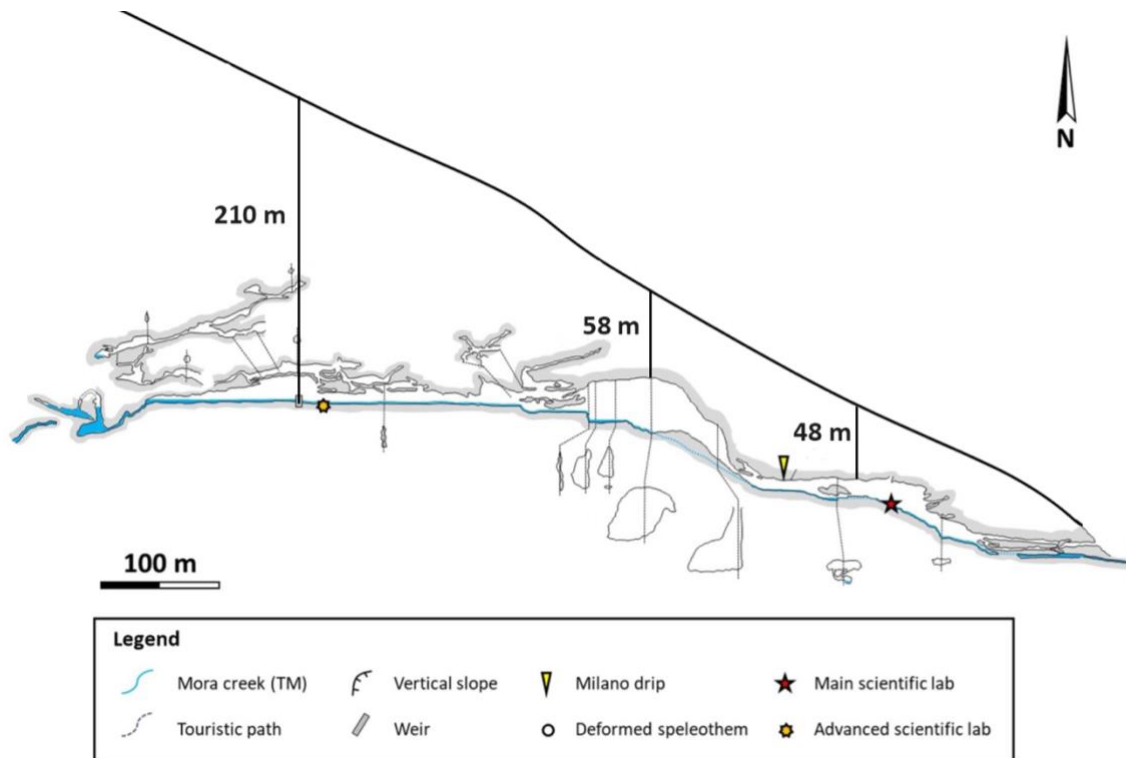 N
210 m
58 m
48 m
100 m
Legend
Mora creek (TM)
Vertical slope
Milano drip
Main scientific lab
Touristic path
Weir
Deformed speleothem
Advanced scientific lab